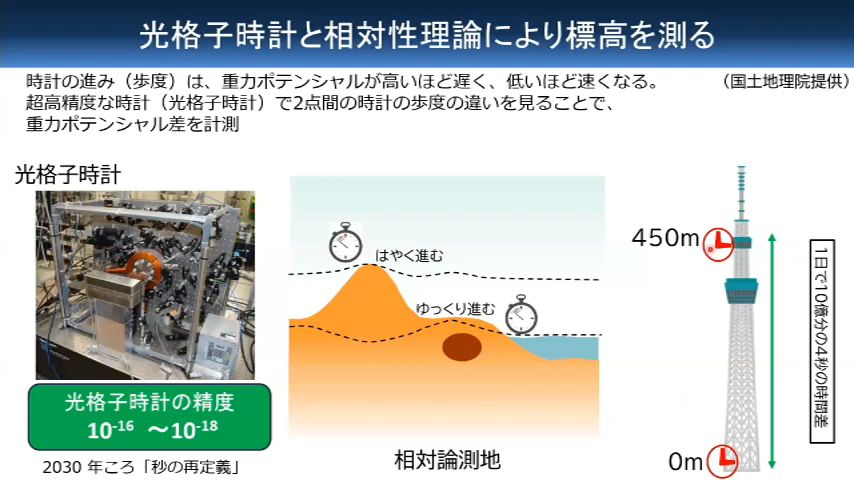 光格子時計と相対性理論により標高を測る
時計の進み（歩度）は、重力ポテンシャルが高いほど遅く、低いほど速くなる。
（国土地理院提供）
超高精度な時計（光格子時計）で2点間の時計の歩度の違いを見ることで、
重力ポテンシャル差を計測
光格子時計
はやく進む
ゆっくり進む
450m
0m
1日で10億分の4秒の時間差
光格子時計の精度
10⁻¹⁶ ～10⁻¹⁸
2030 年ころ「秒の再定義」
相対論測地